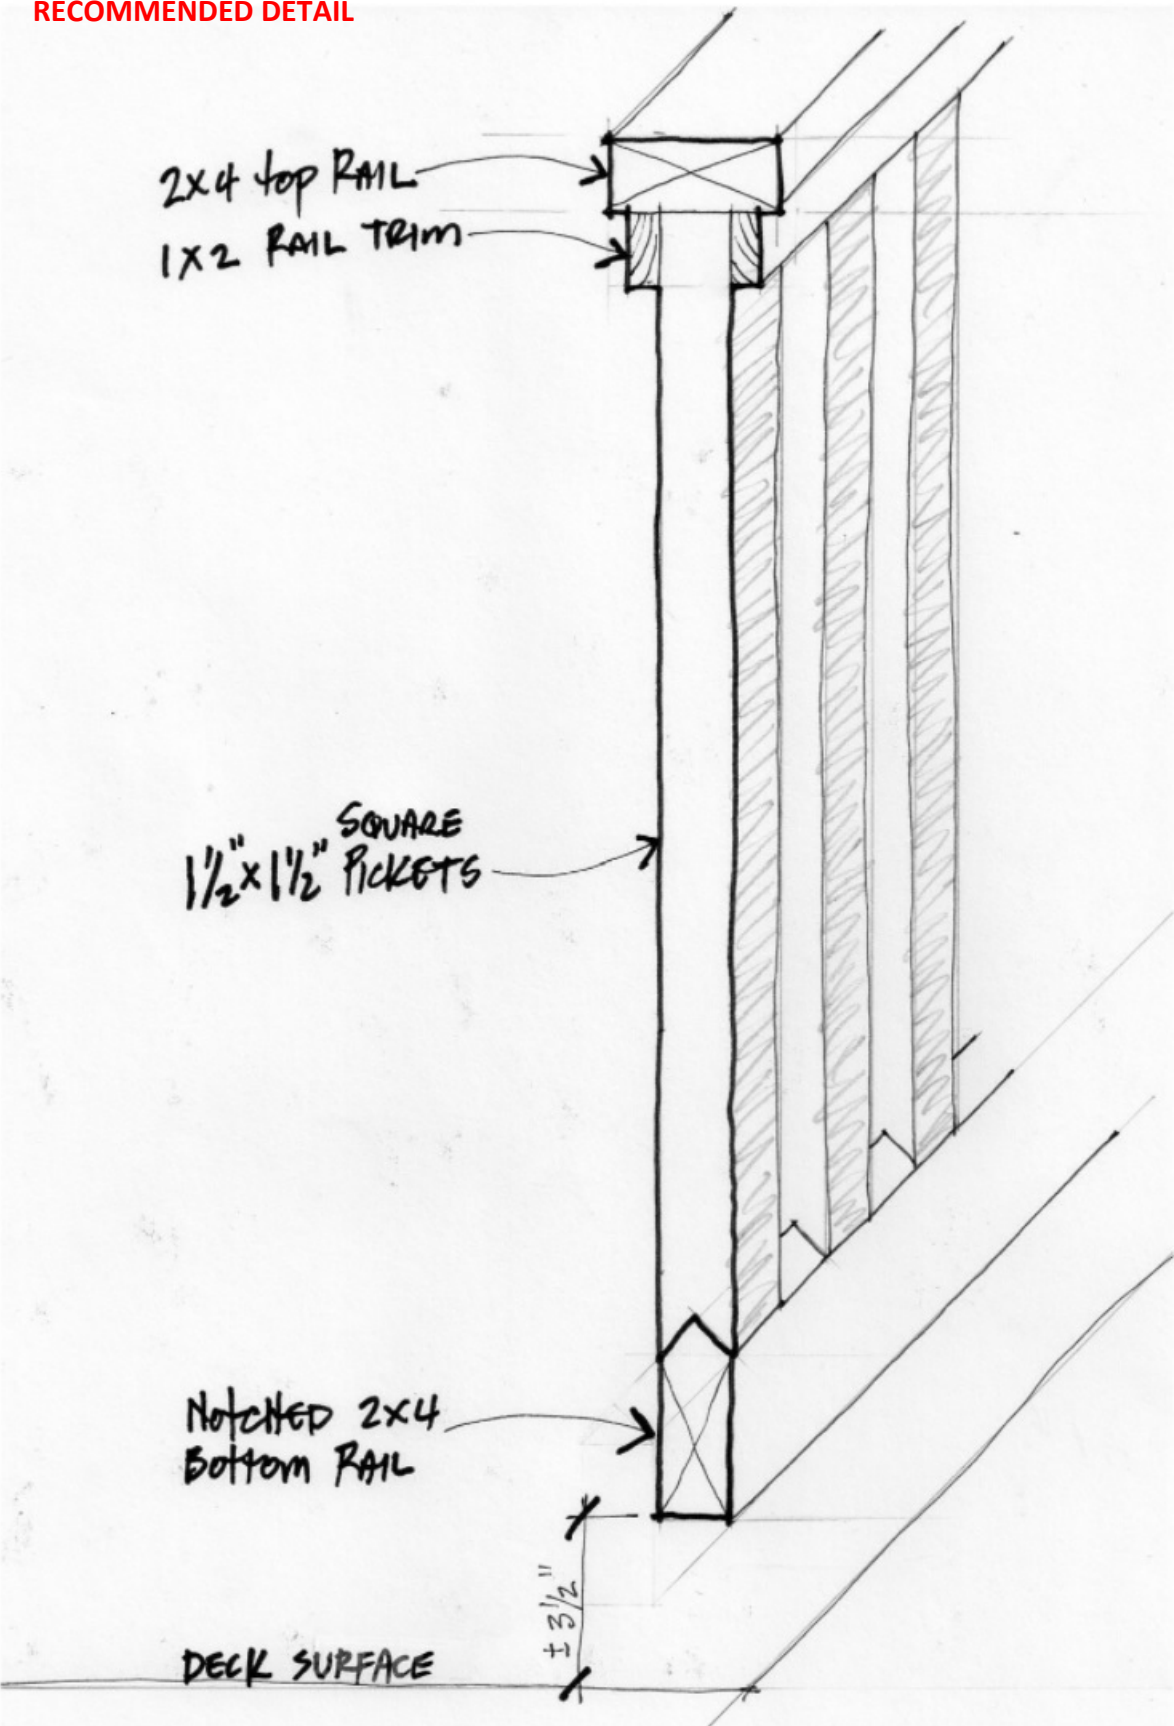 RECOMMENDED DETAIL
2x4 top RAIL
1x2 RAIL TRIM
SQUARE
1½"x1½" PICKETS
NOtCHED 2x4
BOttom RAIL
± 3½"
DECK SURFACE